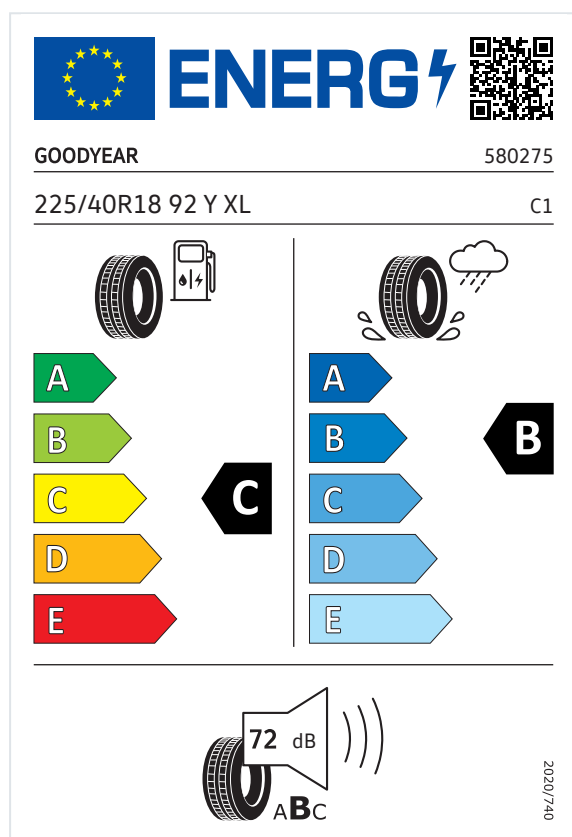 ENERG
GOODYEAR 580275
225/40R18 92 Y XL C1
A A
B B B
C C C
D D
E E
72 dB
ABC
2020/740